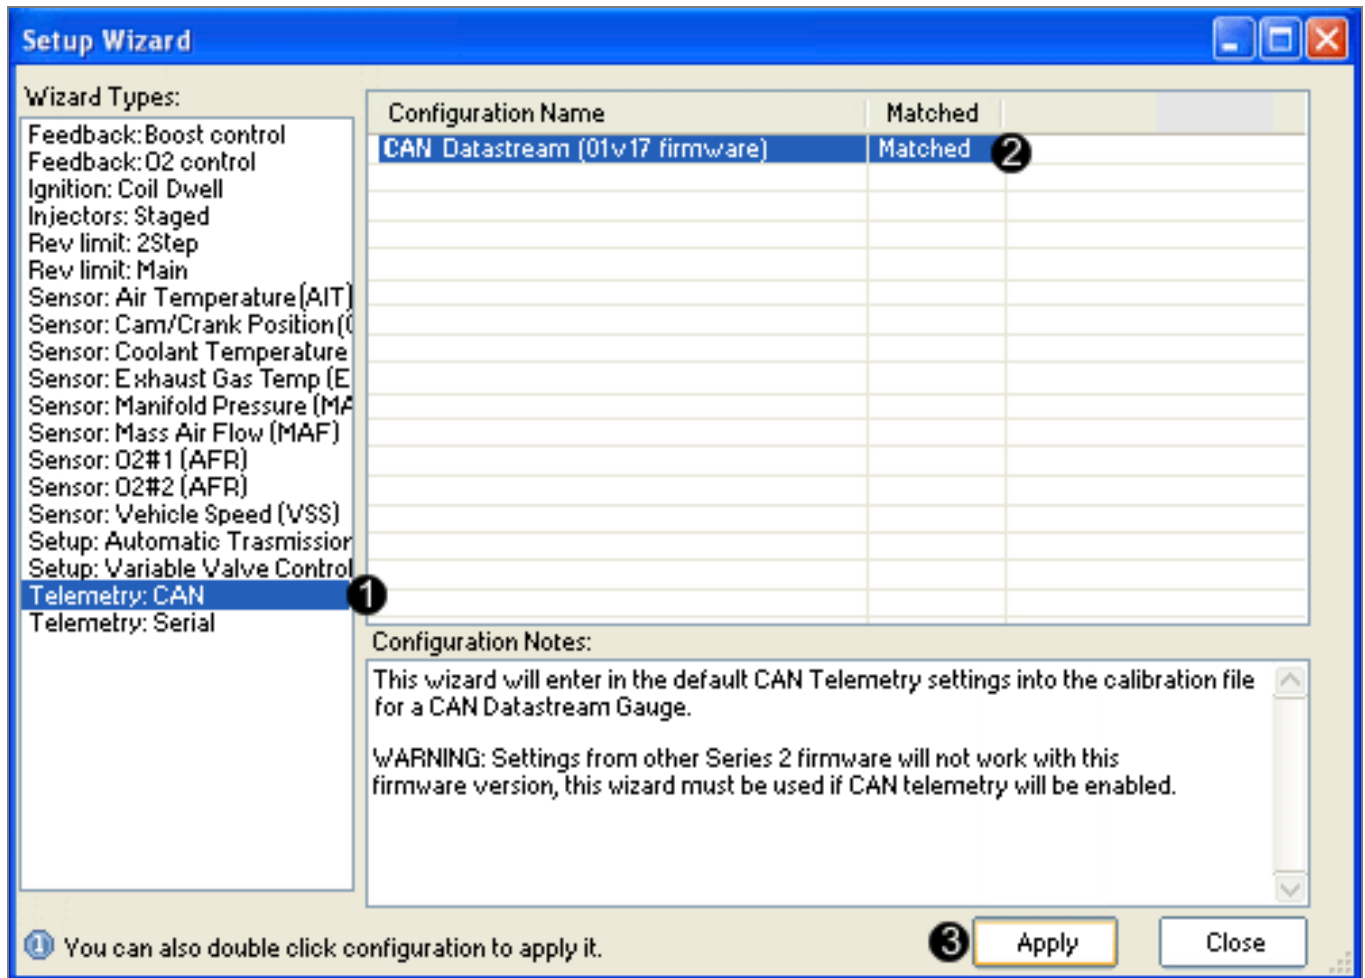 Setup Wizard
Wizard Types:
Feedback: Boost control
Feedback: O2 control
Ignition: Coil Dwell
Injectors: Staged
Rev limit: 2Step
Rev limit: Main
Sensor: Air Temperature (AIT)
Sensor: Cam/Crank Position (C
Sensor: Coolant Temperature
Sensor: Exhaust Gas Temp (E
Sensor: Manifold Pressure (MA
Sensor: Mass Air Flow (MAF)
Sensor: O2#1 (AFR)
Sensor: O2#2 (AFR)
Sensor: Vehicle Speed (VSS)
Setup: Automatic Trasmission
Setup: Variable Valve Control
Telemetry: CAN 1
Telemetry: Serial
Configuration Name Matched
CAN Datastream (01v17 firmware) Matched 2
Configuration Notes:
This wizard will enter in the default CAN Telemetry settings into the calibration file
for a CAN Datastream Gauge.
WARNING: Settings from other Series 2 firmware will not work with this
firmware version, this wizard must be used if CAN telemetry will be enabled.
You can also double click configuration to apply it.
3 Apply Close